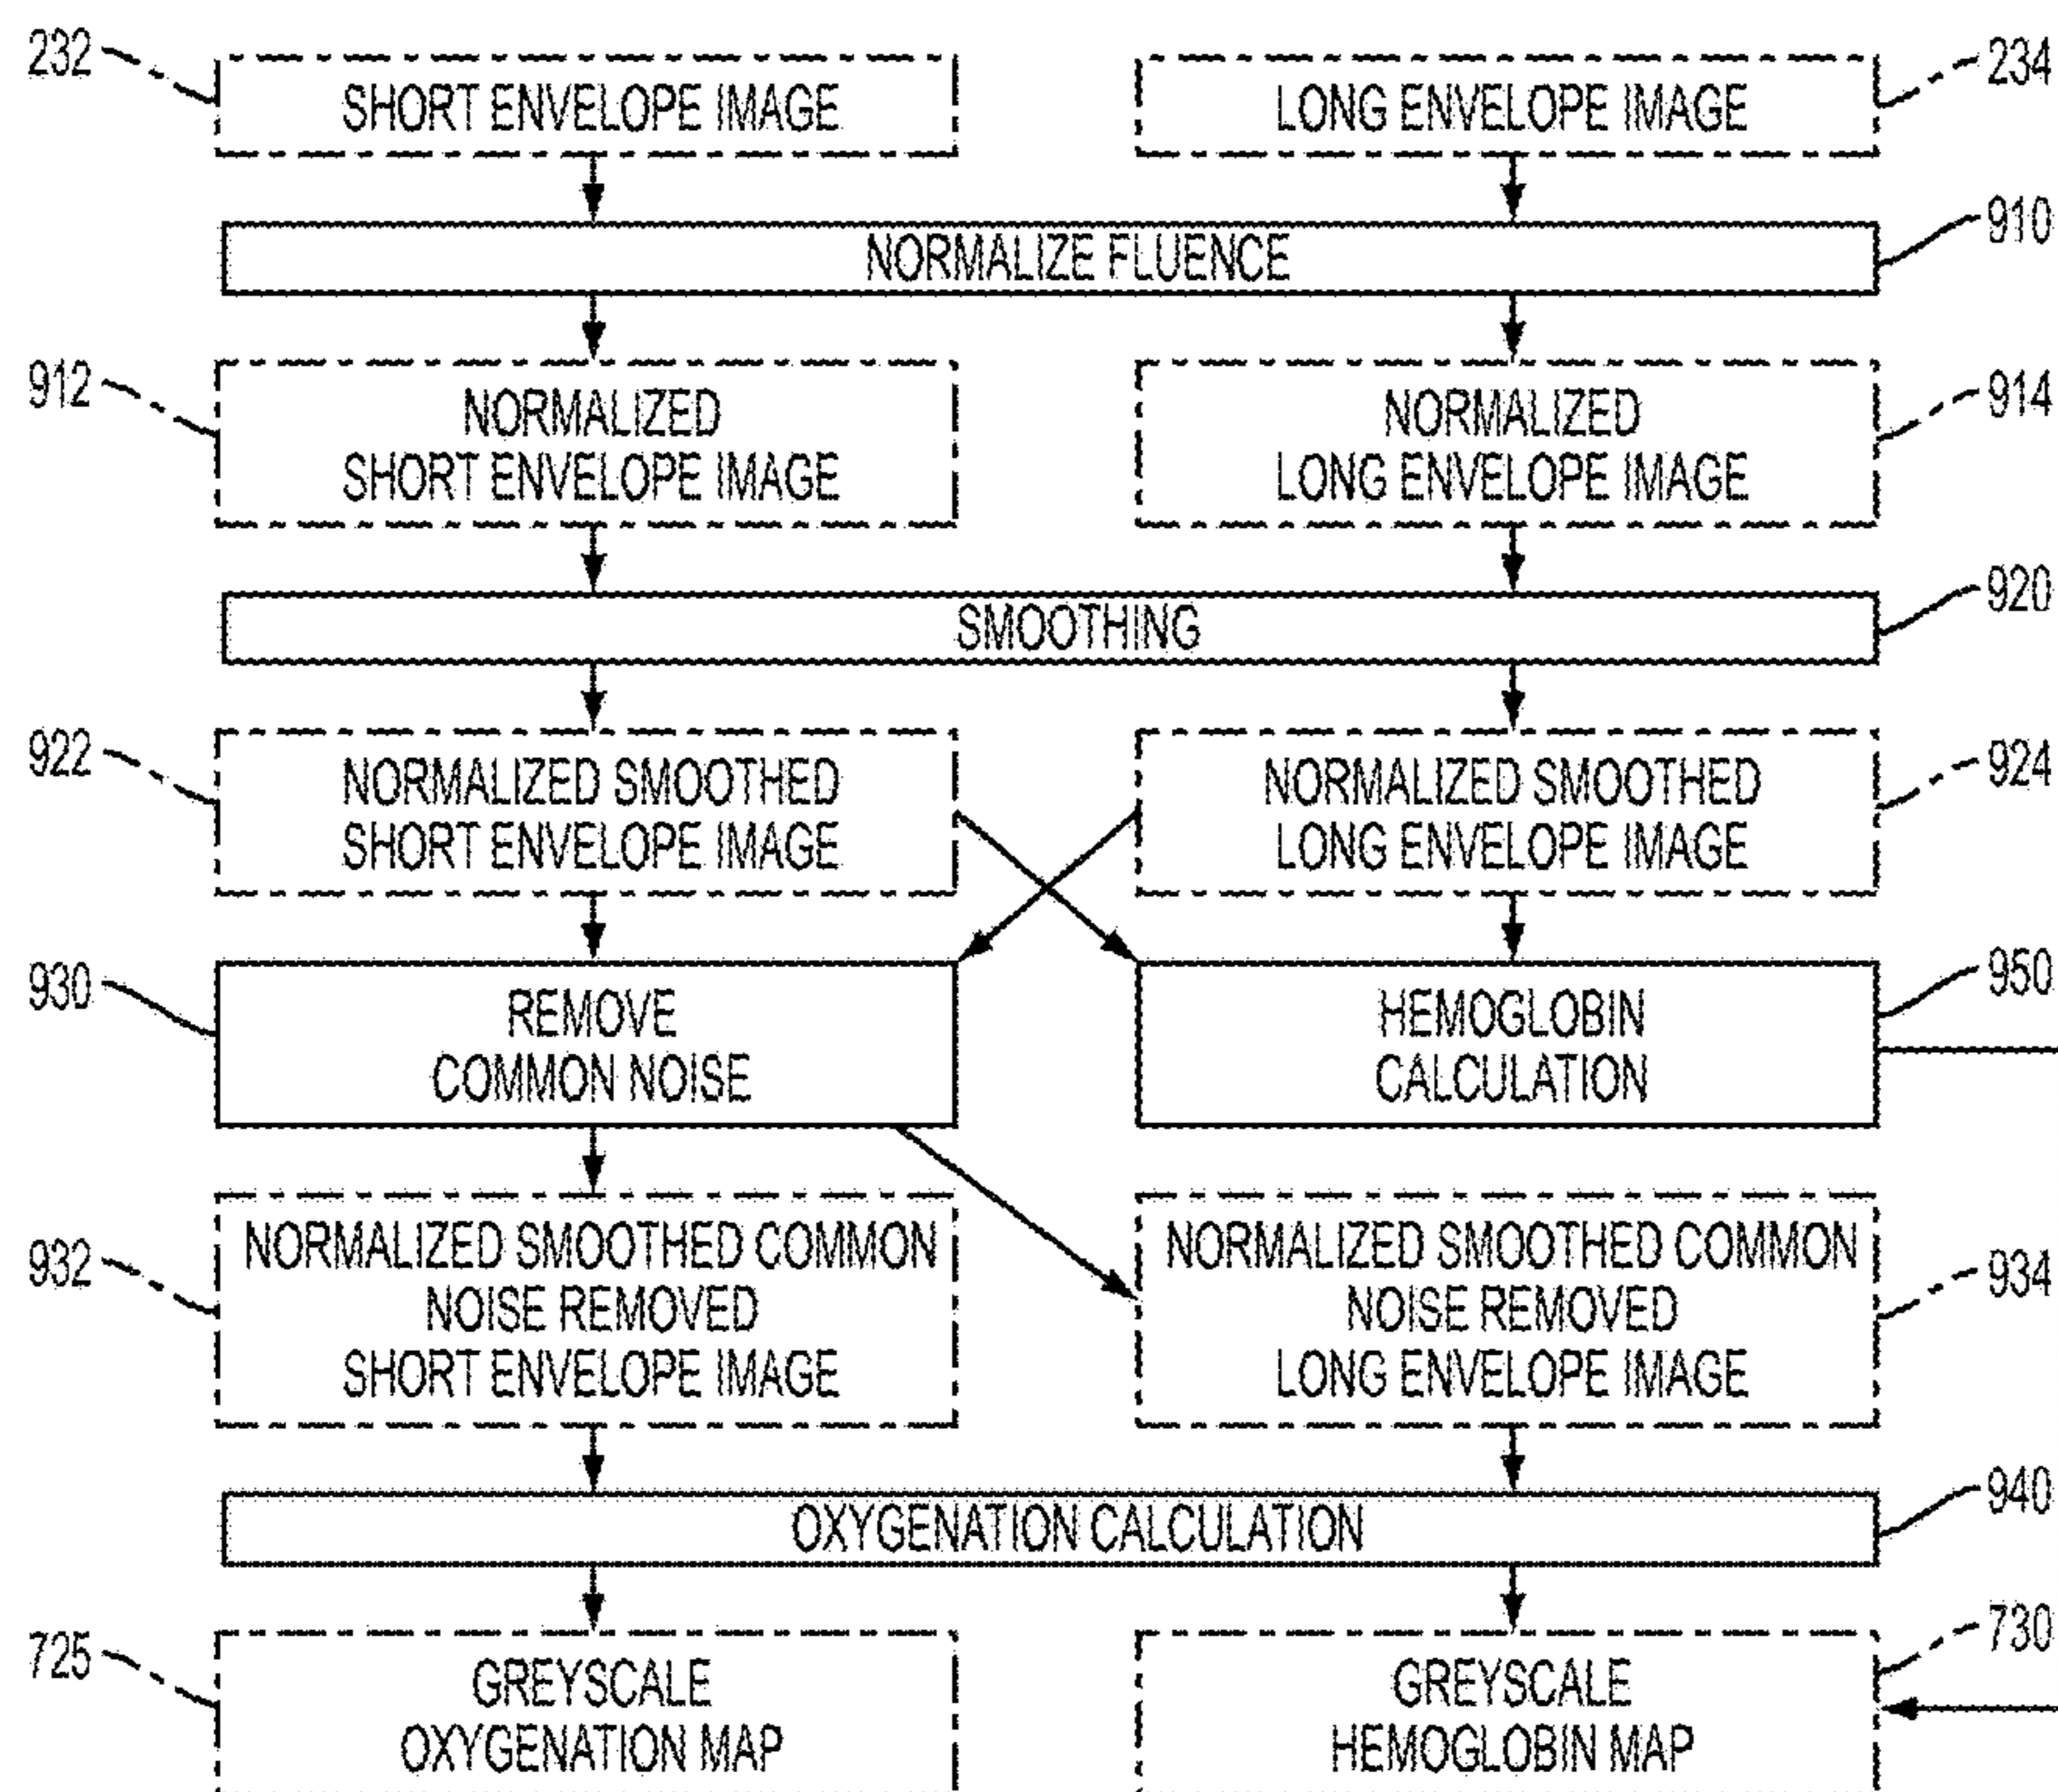 232
SHORT ENVELOPE IMAGE
LONG ENVELOPE IMAGE
234
NORMALIZE FLUENCE
910
912
NORMALIZED
SHORT ENVELOPE IMAGE
NORMALIZED
LONG ENVELOPE IMAGE
914
SMOOTHING
920
922
NORMALIZED SMOOTHED
SHORT ENVELOPE IMAGE
NORMALIZED SMOOTHED
LONG ENVELOPE IMAGE
924
930
REMOVE
COMMON NOISE
HEMOGLOBIN
CALCULATION
950
932
NORMALIZED SMOOTHED COMMON
NOISE REMOVED
SHORT ENVELOPE IMAGE
NORMALIZED SMOOTHED COMMON
NOISE REMOVED
LONG ENVELOPE IMAGE
934
OXYGENATION CALCULATION
940
725
GREYSCALE
OXYGENATION MAP
GREYSCALE
HEMOGLOBIN MAP
730